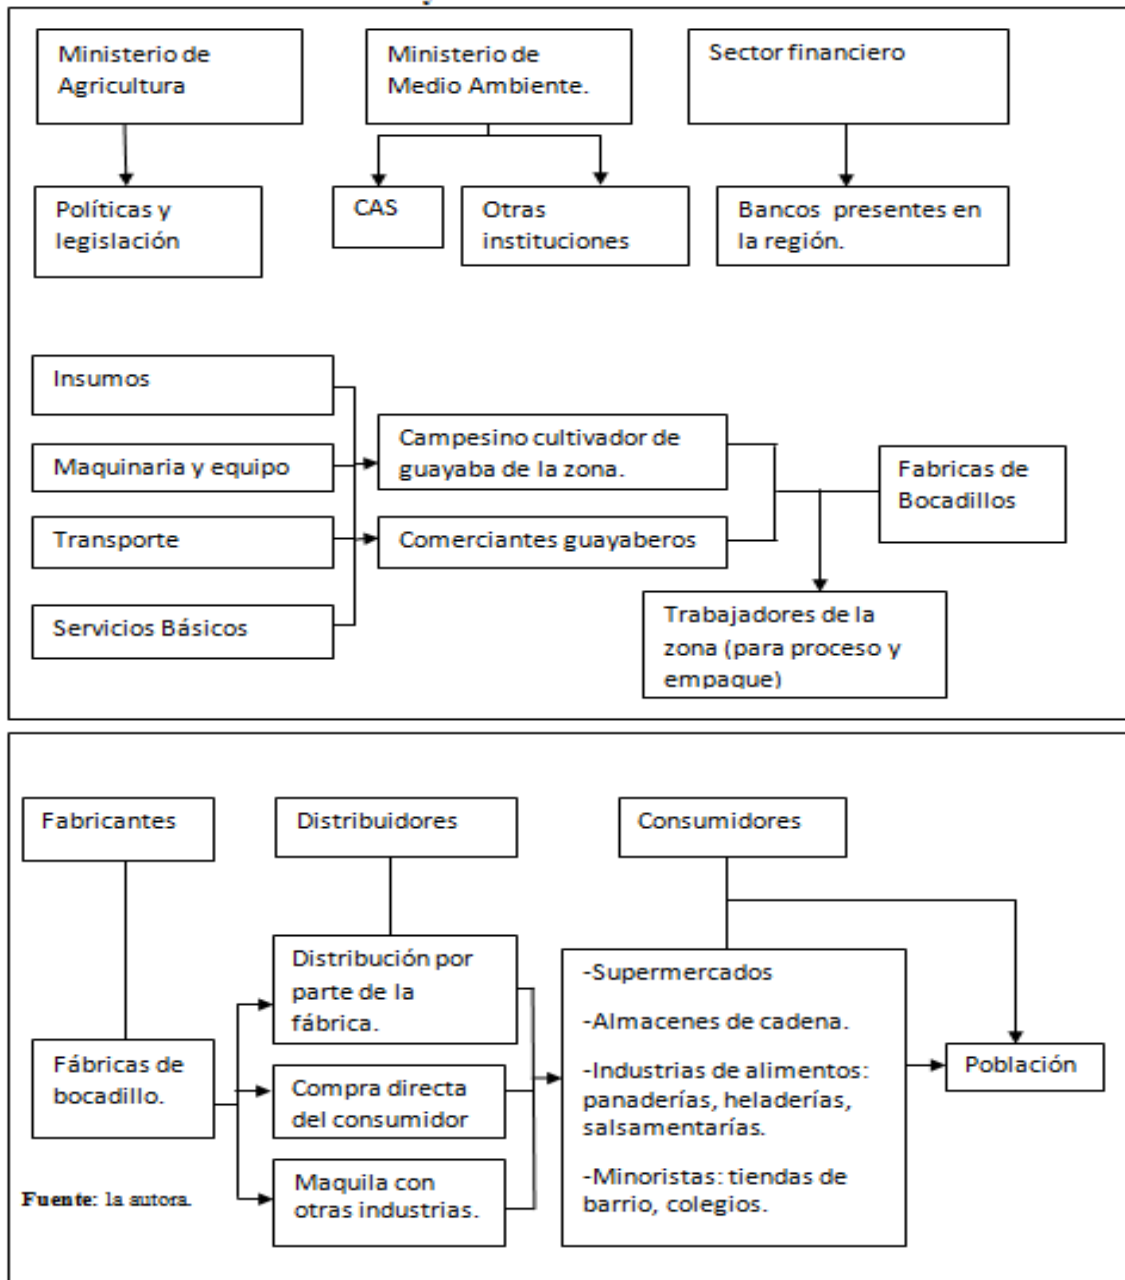 Ministerio de
Agricultura
Ministerio de
Medio Ambiente.
Sector financiero
Políticas y
legislación
CAS
Otras
instituciones
Bancos presentes en
la región.
Insumos
Maquinaria y equipo
Transporte
Servicios Básicos
Campesino cultivador de
guayaba de la zona.
Comerciantes guayaberos
Fabricas de
Bocadillos
Trabajadores de la
zona (para proceso y
empaque)
Fabricantes
Distribuidores
Consumidores
Fábricas de
bocadillo.
Distribución por
parte de la
fábrica.
Compra directa
del consumidor
Maquila con
otras industrias.
-Supermercados
-Almacenes de cadena.
-Industrias de alimentos:
panaderías, heladerías,
salsamentarías.
-Minoristas: tiendas de
barrio, colegios.
Población
Fuente: la autora.